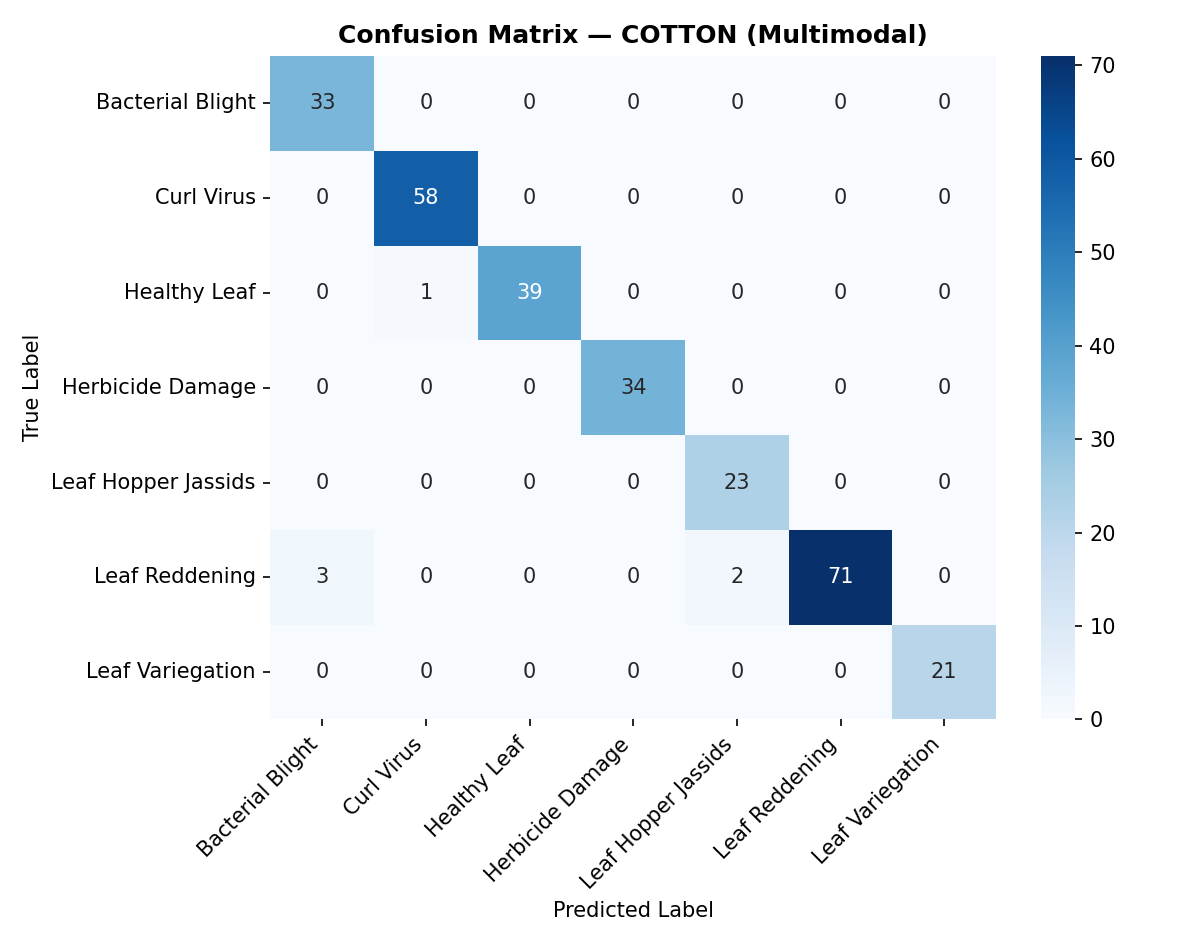 Confusion Matrix — COTTON (Multimodal)
Bacterial Blight 33 0 0 0 0 0 0
Curl Virus 0 58 0 0 0 0 0
Healthy Leaf 0 1 39 0 0 0 0
Herbicide Damage 0 0 0 34 0 0 0
Leaf Hopper Jassids 0 0 0 0 23 0 0
Leaf Reddening 3 0 0 0 2 71 0
Leaf Variegation 0 0 0 0 0 0 21
True Label
Bacterial Blight
Curl Virus
Healthy Leaf
Herbicide Damage
Leaf Hopper Jassids
Leaf Reddening
Leaf Variegation
Predicted Label
70
60
50
40
30
20
10
0